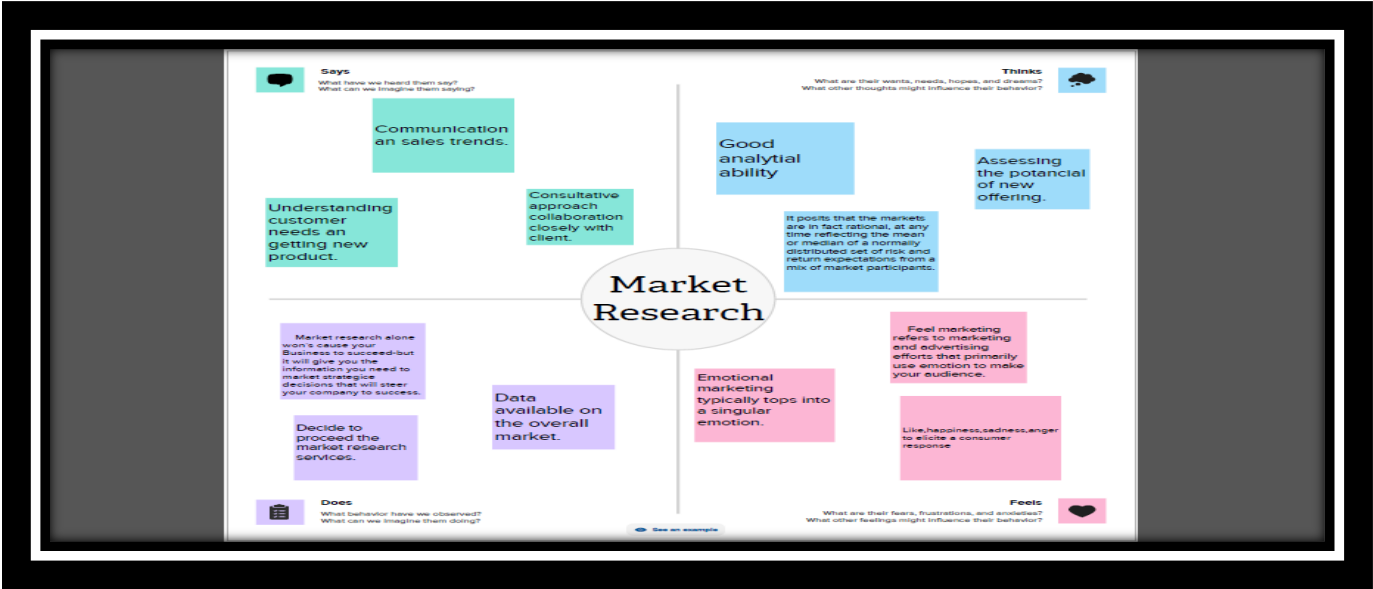 Says
What have we heard them say?
What can we imagine them saying?
Communication
an sales trends.
Understanding
customer
needs an
getting new
product.
Consultative
approach
collaboration
closely with
client.
Thinks
What are their wants, needs, hopes, and dreams?
What other thoughts might influence their behavior?
Good
analytial
ability
Assessing
the potancial
of new
offering.
It posits that the markets
are in fact rational, at any
time reflecting the mean
or median of a normally
distributed set of risk and
return expectations from a
mix of market participants.
Market
Research
Market research alone
won's cause your
Business to succeed-but
it will give you the
information you need to
market strategice
decisions that will steer
your company to success.
Data
available on
the overall
market.
Decide to
proceed the
market research
services.
Does
What behavior have we observed?
What can we imagine them doing?
Feel marketing
refers to marketing
and advertising
efforts that primarily
use emotion to make
your audience.
Emotional
marketing
typically tops into
a singular
emotion.
Like,happiness,sadness,anger
to elicite a consumer
response
Feels
What are their fears, frustrations, and anxieties?
What other feelings might influence their behavior?
See an example